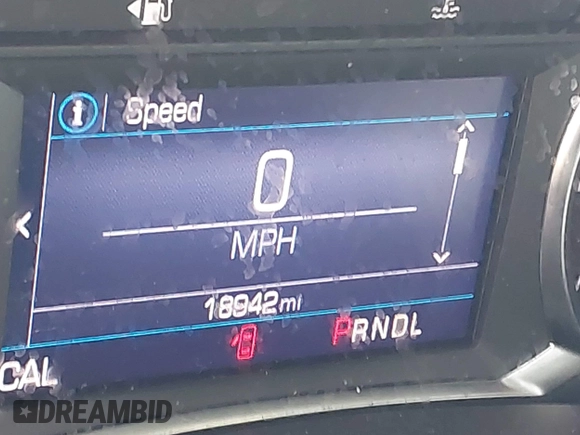 Speed
0
MPH
18942mi
PRNDL
CAL
DREAMBID